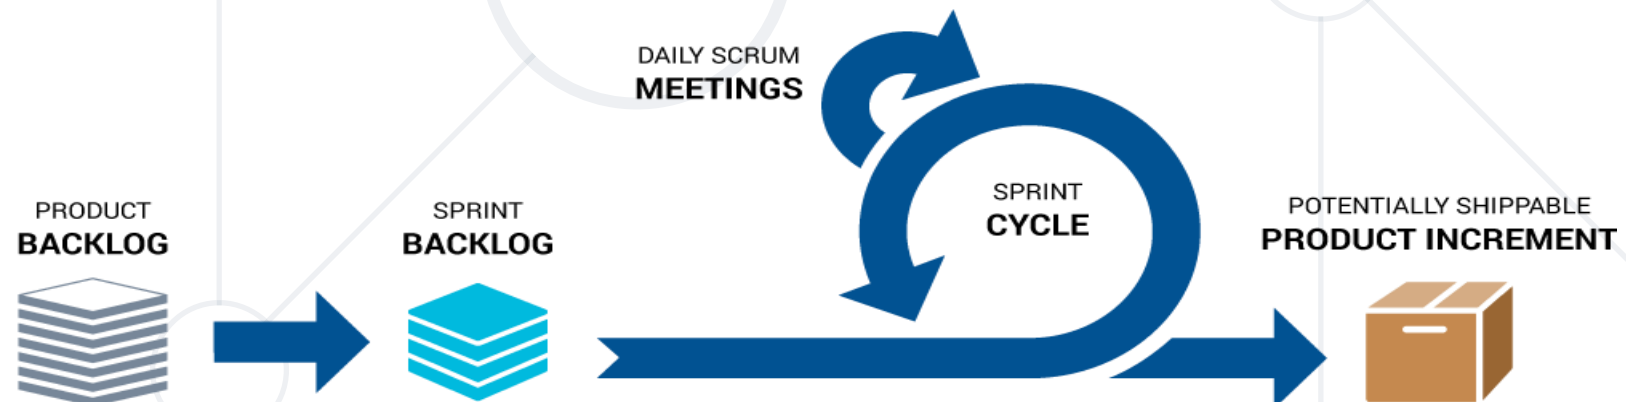 DAILY SCRUM
MEETINGS
PRODUCT
BACKLOG
SPRINT
BACKLOG
SPRINT
CYCLE
POTENTIALLY SHIPPABLE
PRODUCT INCREMENT